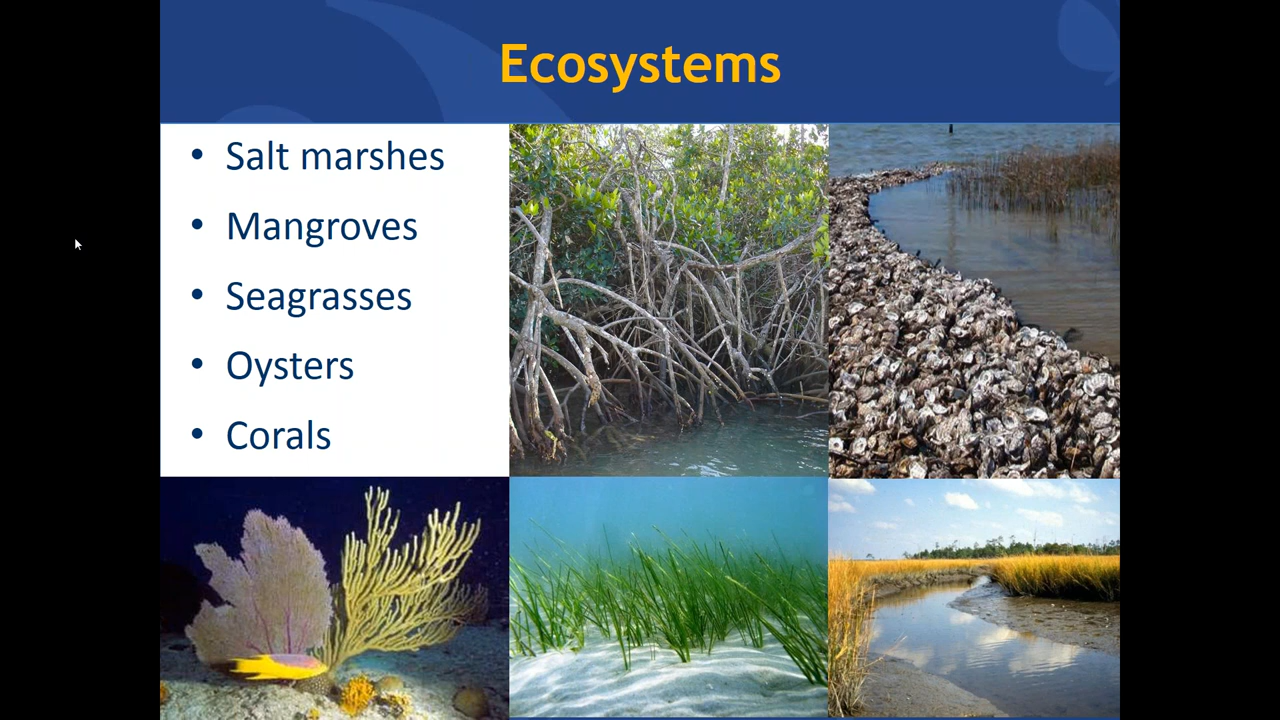 Ecosystems
• Salt marshes
• Mangroves
• Seagrasses
• Oysters
• Corals